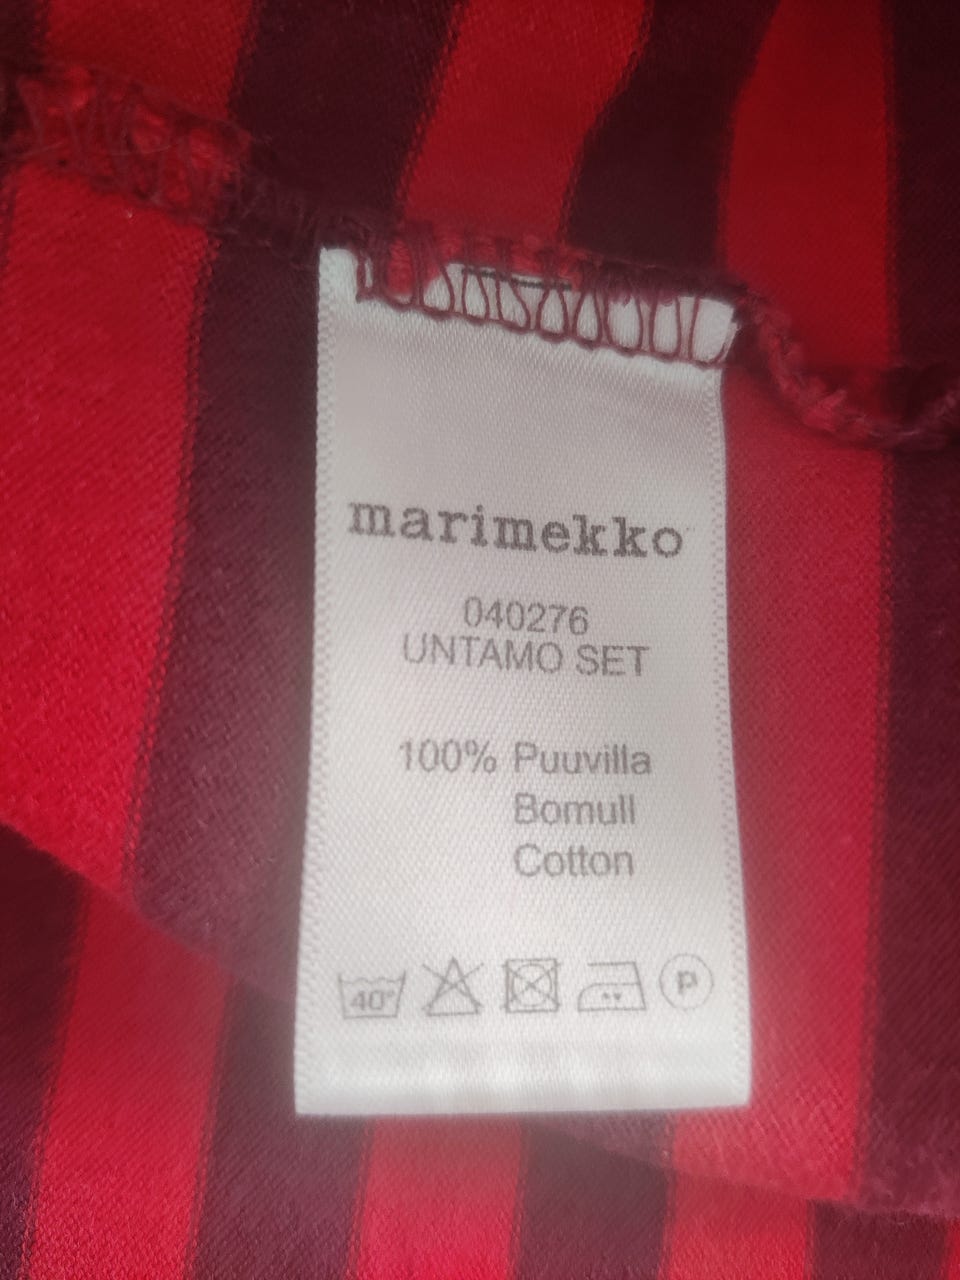 marimekko
040276
UNTAMO SET
100% Puuvilla
Bomull
Cotton
40° P